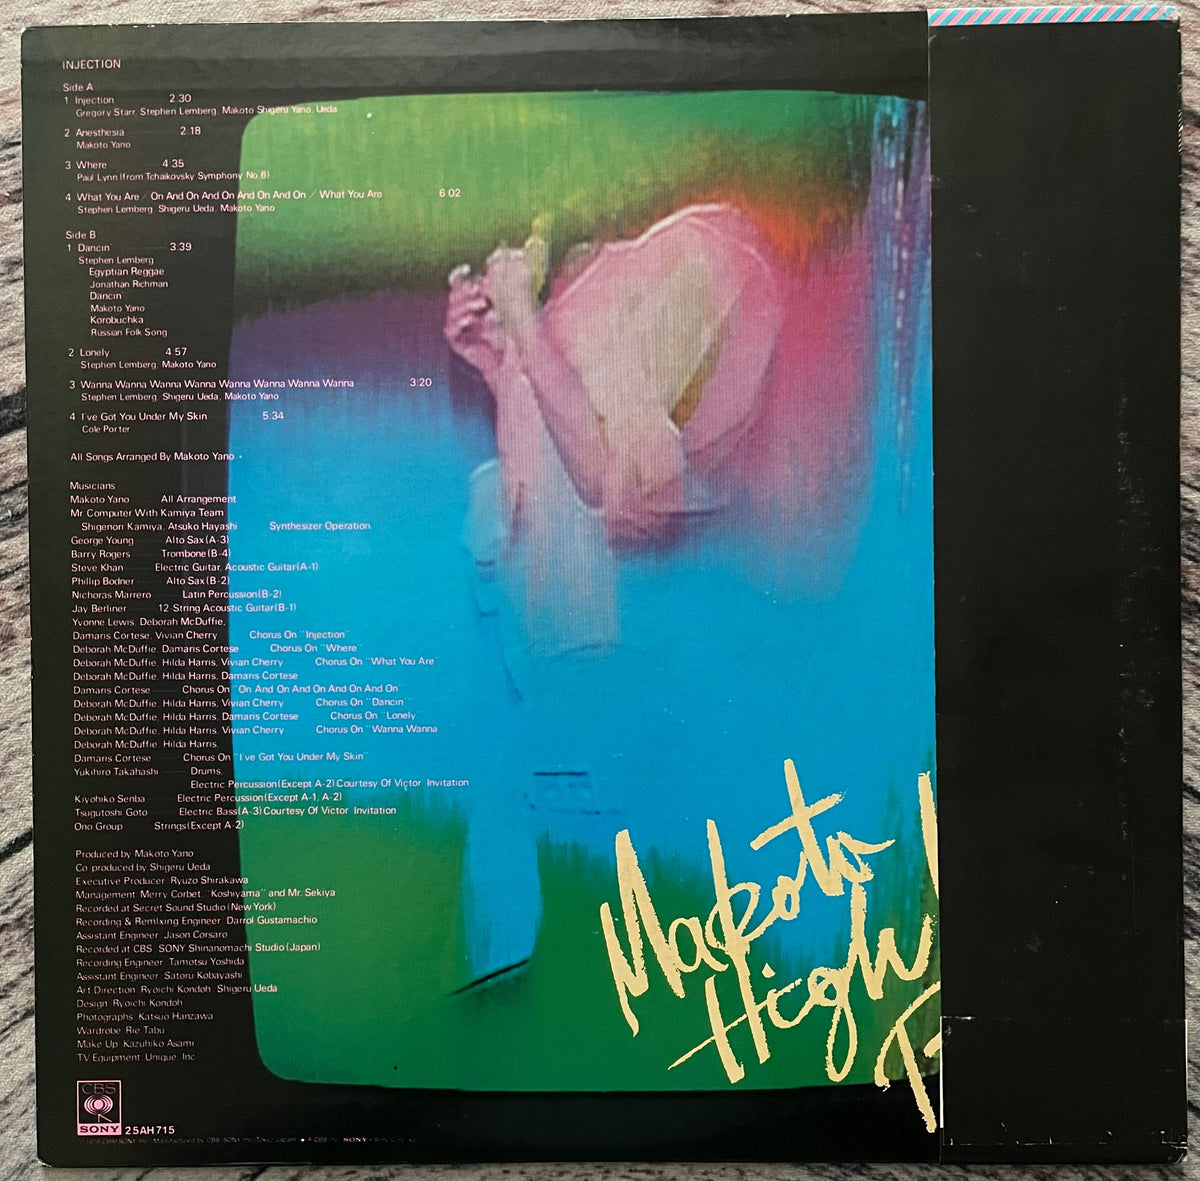 INJECTION
Side A
1 Injection 2:30
Gregory Starr, Stephen Lemberg, Makoto Shigeru Yano, Ueda
2 Anesthesia 2:18
Makoto Yano
3 Where 4:35
Paul Lynn (from Tchaikovsky Symphony No.6)
4 What You Are / On And On And On And On And On / What You Are 6:02
Stephen Lemberg, Shigeru Ueda, Makoto Yano
Side B
1 Dancin' 3:39
Stephen Lemberg
Egyptian Reggae
Jonathan Richman
Dancin'
Makoto Yano
Korobuchka
Russian Folk Song
2 Lonely 4:57
Stephen Lemberg, Makoto Yano
3 Wanna Wanna Wanna Wanna Wanna Wanna Wanna Wanna 3:20
Stephen Lemberg, Shigeru Ueda, Makoto Yano
4 I've Got You Under My Skin 5:34
Cole Porter
All Songs Arranged By Makoto Yano
Musicians
Makoto Yano All Arrangement
Mr. Computer With Kamiya Team
Shigenori Kamiya, Atsuko Hayashi Synthesizer Operation
George Young Alto Sax (A-3)
Barry Rogers Trombone (B-4)
Steve Khan Electric Guitar, Acoustic Guitar (A-1)
Phillip Bodner Alto Sax (B-2)
Nichoras Marrero Latin Percussion (B-2)
Jay Berliner 12-String Acoustic Guitar (B-1)
Yvonne Lewis, Deborah McDuffie,
Damaris Cortese, Vivian Cherry Chorus On "Injection"
Deborah McDuffie, Damaris Cortese Chorus On "Where"
Deborah McDuffie, Hilda Harris, Vivian Cherry Chorus On "What You Are"
Deborah McDuffie, Hilda Harris, Damaris Cortese
Damaris Cortese Chorus On "On And On And On And On And On"
Deborah McDuffie, Hilda Harris, Vivian Cherry Chorus On "Dancin'
Deborah McDuffie, Hilda Harris, Damaris Cortese Chorus On "Lonely"
Deborah McDuffie, Hilda Harris, Vivian Cherry Chorus On "Wanna Wanna
Deborah McDuffie, Hilda Harris,
Damaris Cortese Chorus On "I've Got You Under My Skin"
Yukihiro Takahashi Drums,
Electric Percussion (Except A-2) Courtesy Of Victor Invitation
Kiyohiko Senba Electric Percussion (Except A-1, A-2)
Tsugutoshi Goto Electric Bass (A-3) Courtesy Of Victor Invitation
Ono Group Strings (Except A-2)
Produced by Makoto Yano
Co-produced by Shigeru Ueda
Executive Producer: Ryuzo Shirakawa
Management: Merry Corbet, "Koshiyama" and Mr. Sekiya
Recorded at Secret Sound Studio (New York)
Recording & Remixing Engineer: Darrol Gustamachio
Assistant Engineer: Jason Corsaro
Recorded at CBS SONY Shinanomachi Studio (Japan)
Recording Engineer: Tamotsu Yoshida
Assistant Engineer: Satoru Kobayashi
Art Direction: Ryoichi Kondoh, Shigeru Ueda
Design: Ryoichi Kondoh
Photographs: Katsuo Hanzawa
Wardrobe: Rie Tabu
Make Up: Kazuhiko Asami
TV Equipment: Unique, Inc
Makoto
High
CBS
SONY
25AH 715